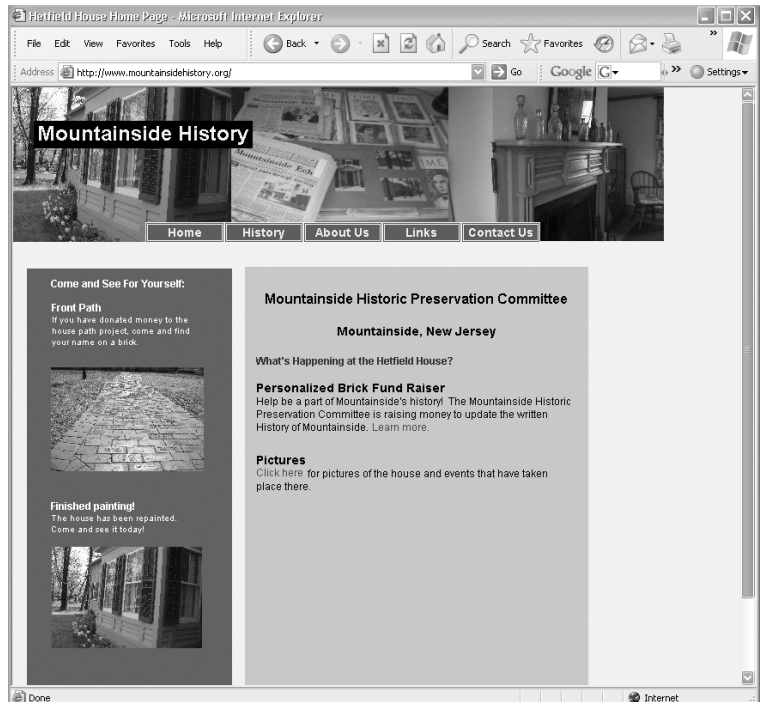 Hetfield House Home Page - Microsoft Internet Explorer
File Edit View Favorites Tools Help Back Search Favorites »
Address http://www.mountainsidehistory.org/ Go Google G » Settings
Mountainside History
Mountainside Ech
TIME
TIME
Home History About Us Links Contact Us
Come and See For Yourself:
Front Path
If you have donated money to the
house path project, come and find
your name on a brick.
Finished painting!
The house has been repainted.
Come and see it today!
Mountainside Historic Preservation Committee
Mountainside, New Jersey
What's Happening at the Hetfield House?
Personalized Brick Fund Raiser
Help be a part of Mountainside's history! The Mountainside Historic
Preservation Committee is raising money to update the written
History of Mountainside. Learn more.
Pictures
Click here for pictures of the house and events that have taken
place there.
Done Internet